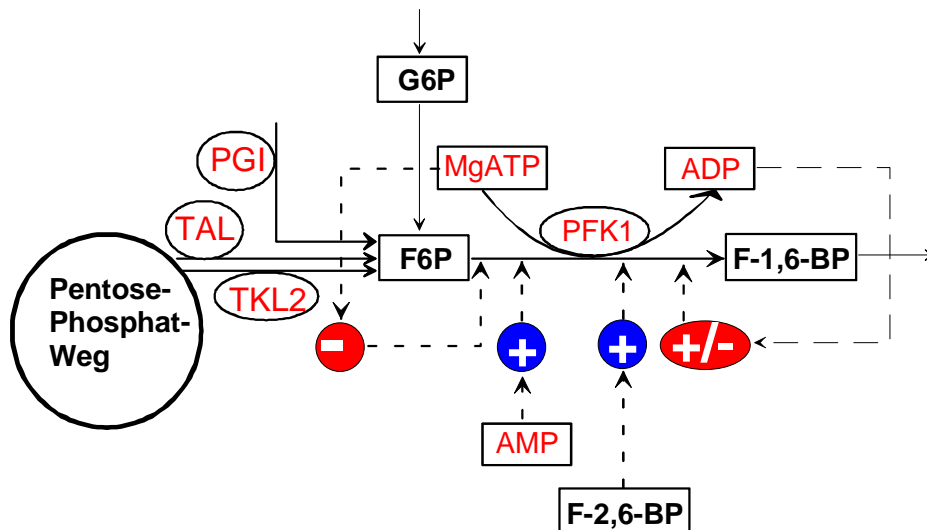 G6P
PGI
MgATP
ADP
TAL
PFK1
F6P
F-1,6-BP
TKL2
Pentose-
Phosphat-
Weg
-
+
+
+/-
AMP
F-2,6-BP